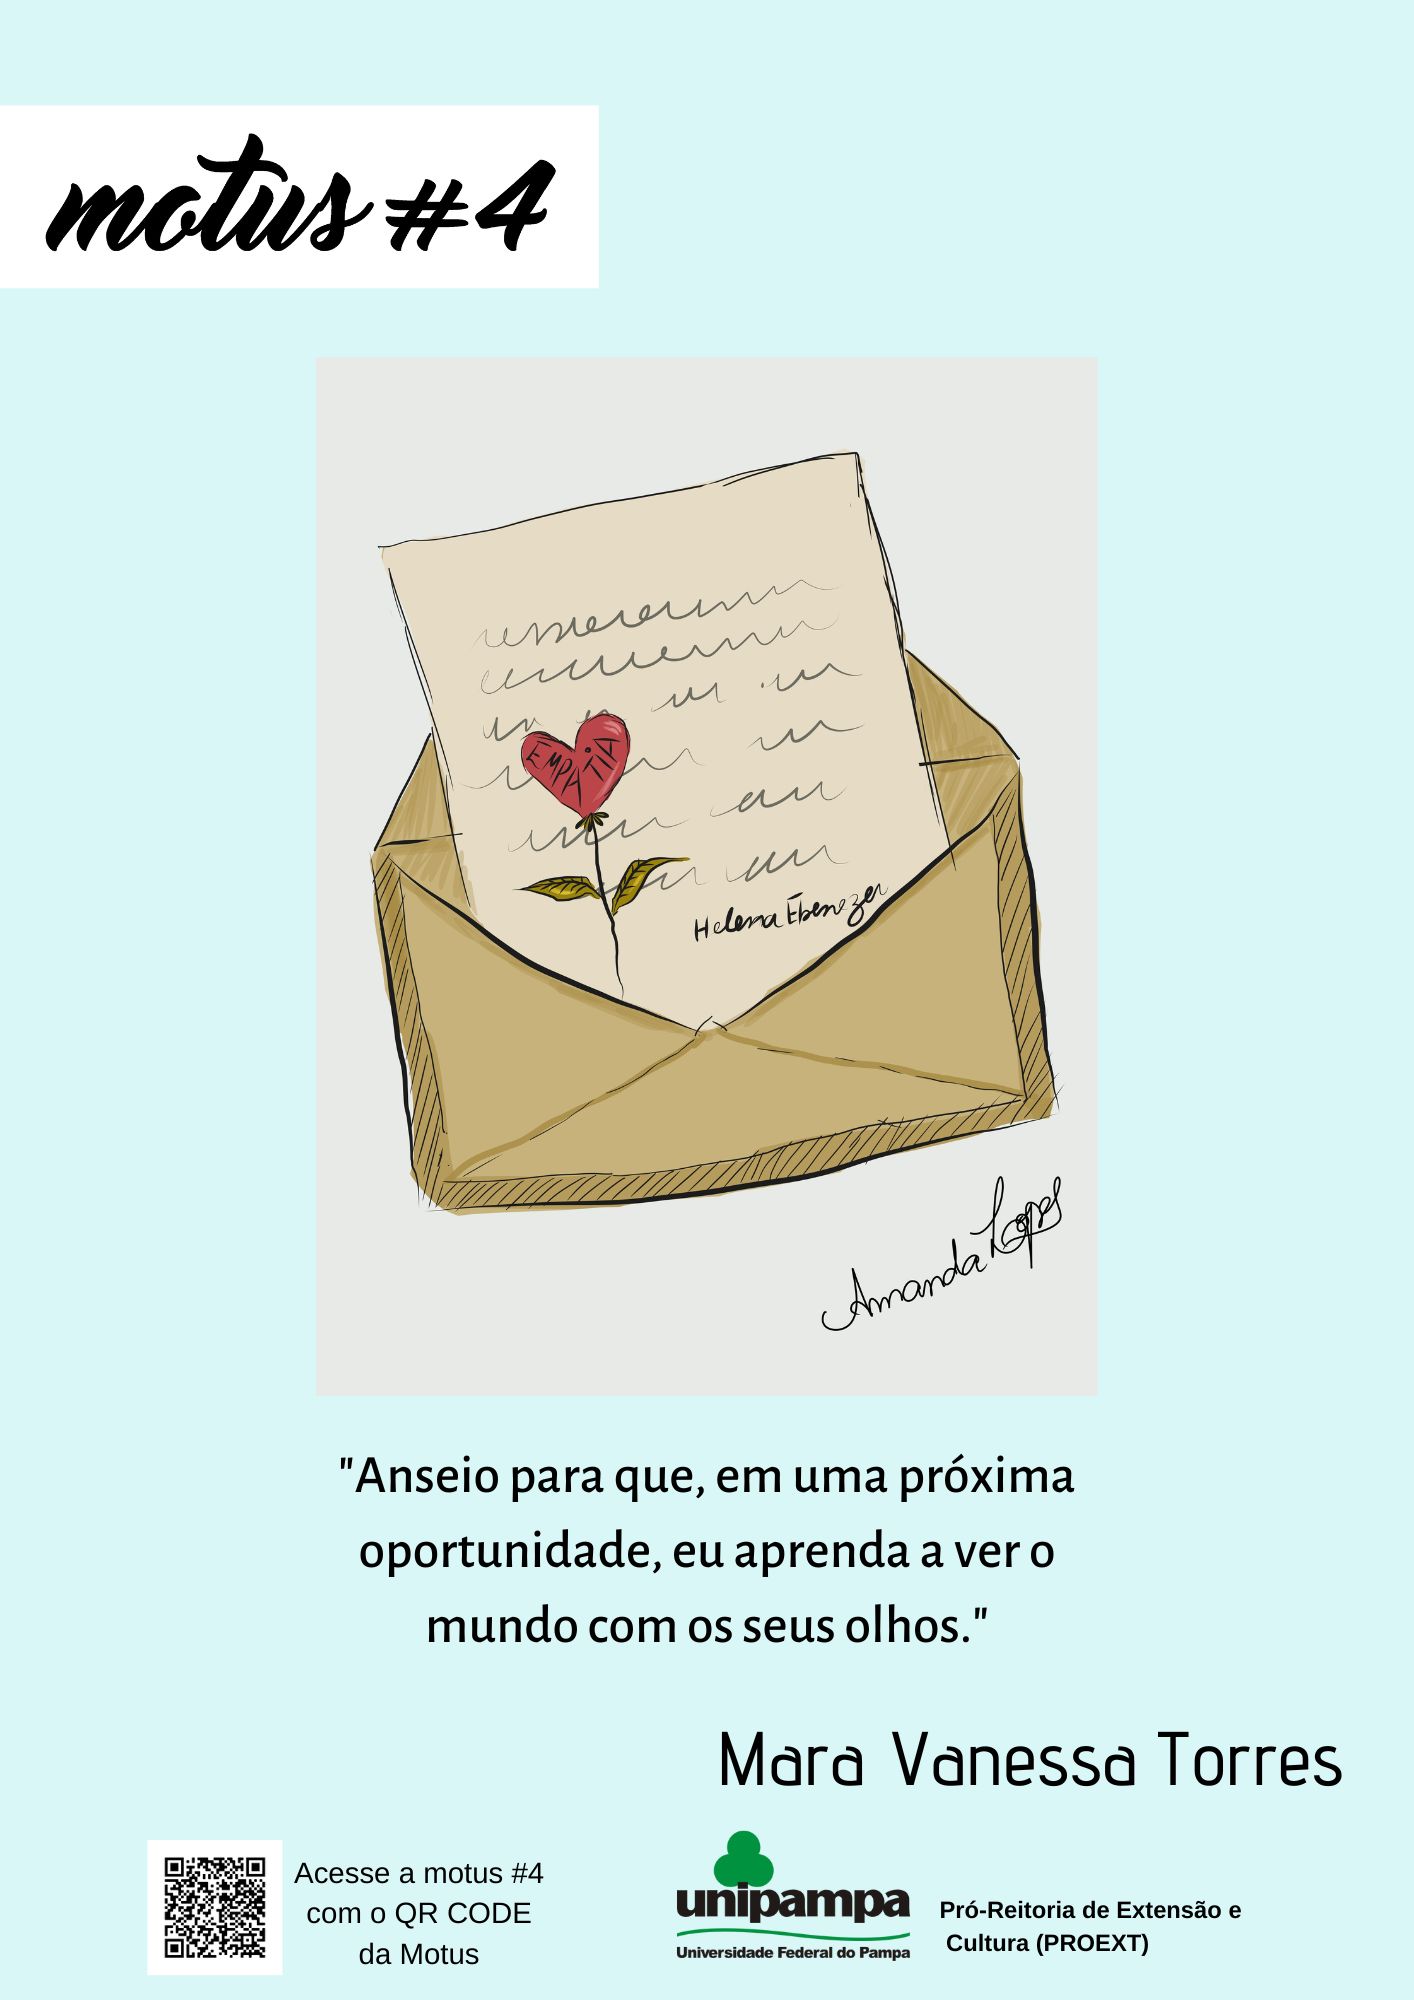 motus #4
EMPATIA
Helena Ebenezer
Amanda Lopes
"Anseio para que, em uma próxima
oportunidade, eu aprenda a ver o
mundo com os seus olhos."
Mara Vanessa Torres
Acesse a motus #4
com o QR CODE
da Motus
unipampa
Universidade Federal do Pampa
Pró-Reitoria de Extensão e
Cultura (PROEXT)